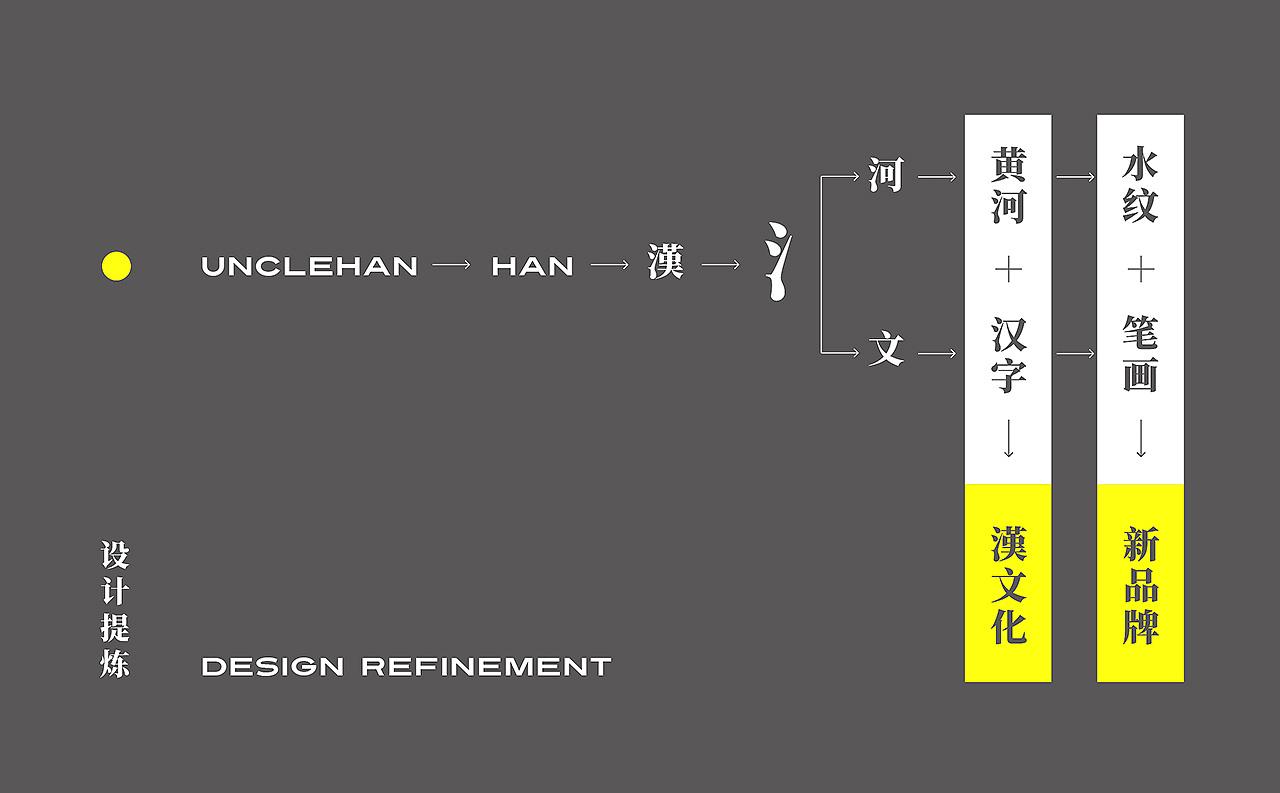 UNCLEHAN → HAN → 漢 → 氵
河
文
黄河
+
汉字
↓
漢文化
水纹
+
笔画
↓
新品牌
设计提炼
DESIGN REFINEMENT